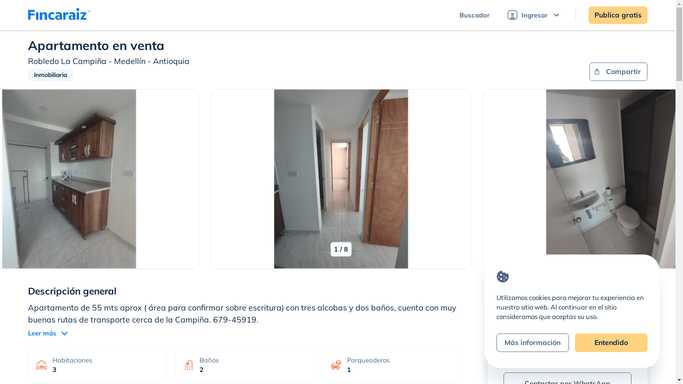 Fincaraiz
Buscador
Ingresar
Publica gratis
Apartamento en venta
Robledo La Campiña - Medellín - Antioquia
Inmobiliaria
Compartir
1 / 8
Descripción general
Apartamento de 55 mts aprox ( área para confirmar sobre escritura) con tres alcobas y dos baños, cuenta con muy
buenas rutas de transporte cerca de la Campiña. 679-45919.
Leer más
Habitaciones
3
Baños
2
Parqueaderos
1
Utilizamos cookies para mejorar tu experiencia en
nuestro sitio web. Al continuar en el sitio
consideramos que aceptas su uso.
Más información
Entendido
Contactar por WhatsApp